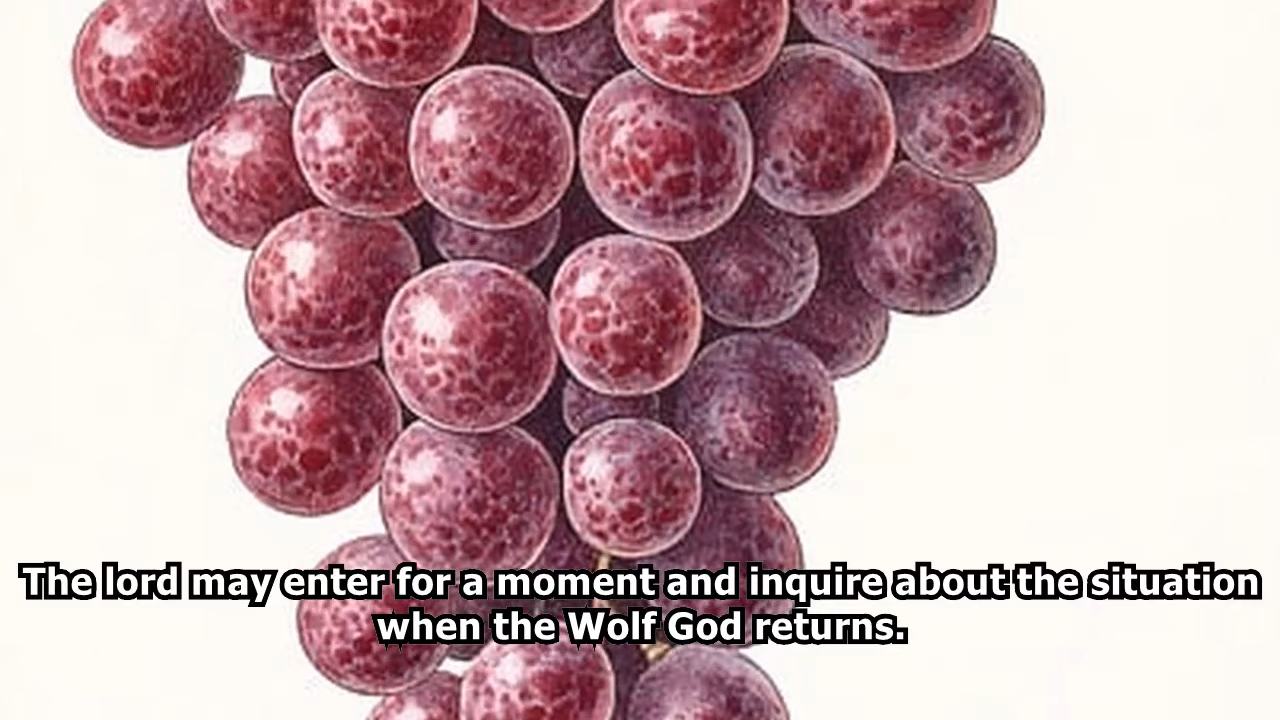 The lord may enter for a moment and inquire about the situation
when the Wolf God returns.